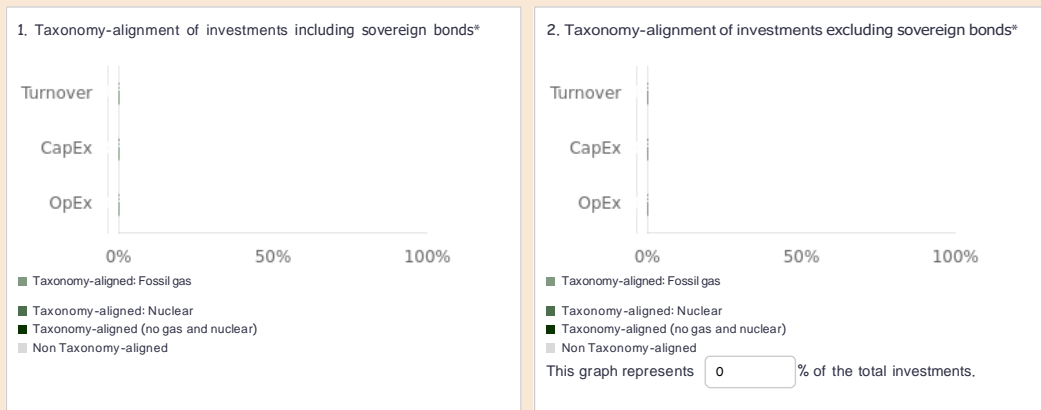 1. Taxonomy-alignment of investments including sovereign bonds*
Turnover
CapEx
OpEx
0% 50% 100%
Taxonomy-aligned: Fossil gas
Taxonomy-aligned: Nuclear
Taxonomy-aligned (no gas and nuclear)
Non Taxonomy-aligned
2. Taxonomy-alignment of investments excluding sovereign bonds*
Turnover
CapEx
OpEx
0% 50% 100%
Taxonomy-aligned: Fossil gas
Taxonomy-aligned: Nuclear
Taxonomy-aligned (no gas and nuclear)
Non Taxonomy-aligned
This graph represents 0 % of the total investments.